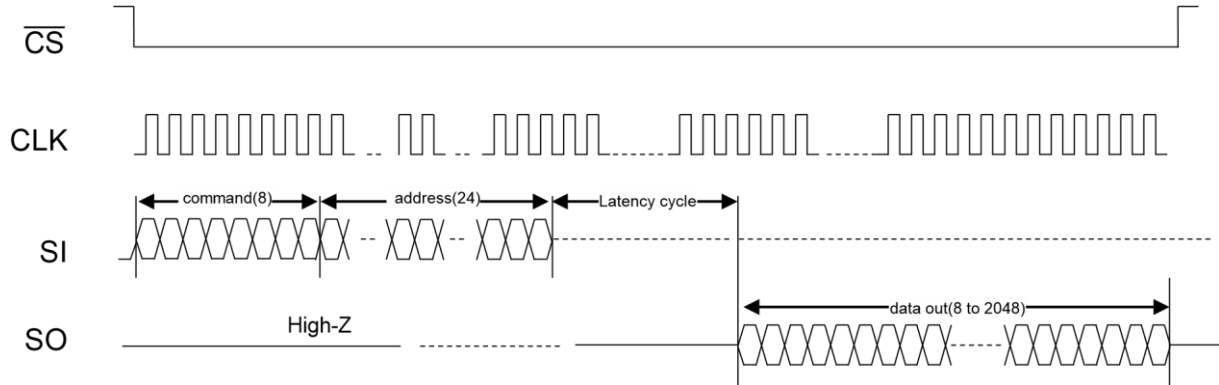 CS
CLK
command(8) address(24) Latency cycle
SI
data out(8 to 2048)
High-Z
SO